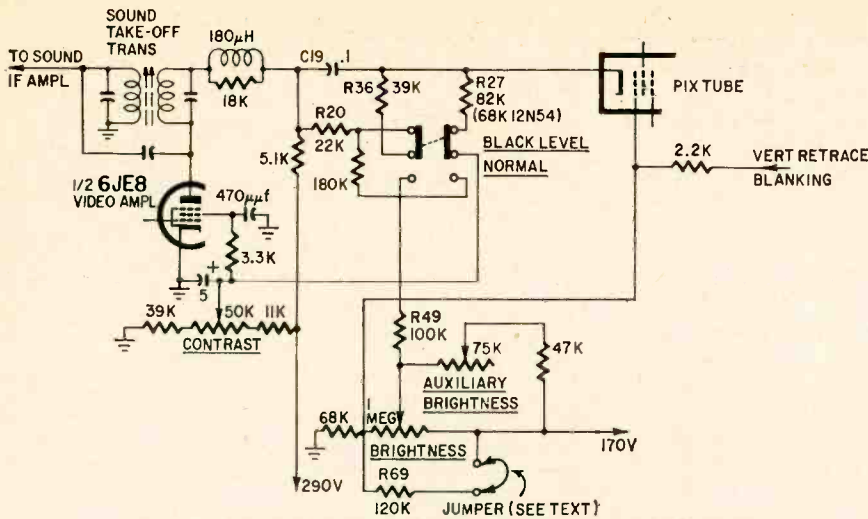 SOUND
TAKE-OFF
TRANS
TO SOUND
IF AMPL
180μH
18K
C19
.1
R36
39K
R27
82K
(68K 12N54)
PIX TUBE
R20
22K
BLACK LEVEL
NORMAL
5.1K
180K
2.2K
VERT RETRACE
BLANKING
1/2 6JE8
VIDEO AMPL
470μμf
3.3K
+
5
39K
50K
11K
CONTRAST
R49
100K
75K
47K
AUXILIARY
BRIGHTNESS
68K
1
MEG
BRIGHTNESS
170V
290V
R69
120K
JUMPER (SEE TEXT)